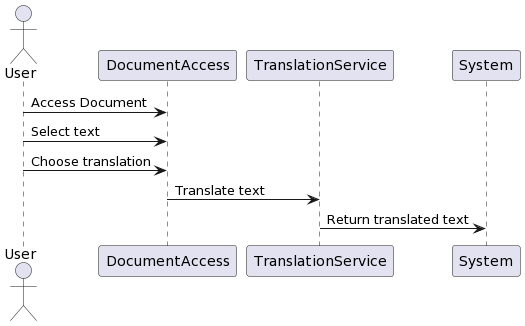 User
DocumentAccess
TranslationService
System
Access Document
Select text
Choose translation
Translate text
Return translated text
User
DocumentAccess
TranslationService
System